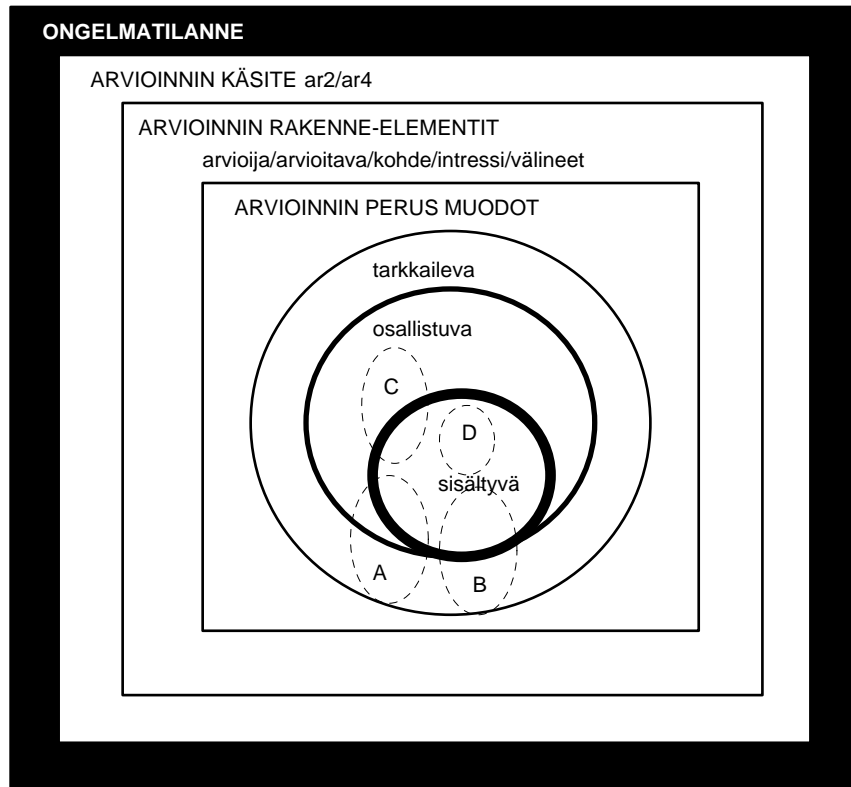 ONGELMATILANNE
ARVIOINNIN KÄSITE ar2/ar4
ARVIOINNIN RAKENNE-ELEMENTIT
arvioija/arvioitava/kohde/intressi/välineet
ARVIOINNIN PERUS MUODOT
tarkkaileva
osallistuva
C
D
sisältyvä
A
B